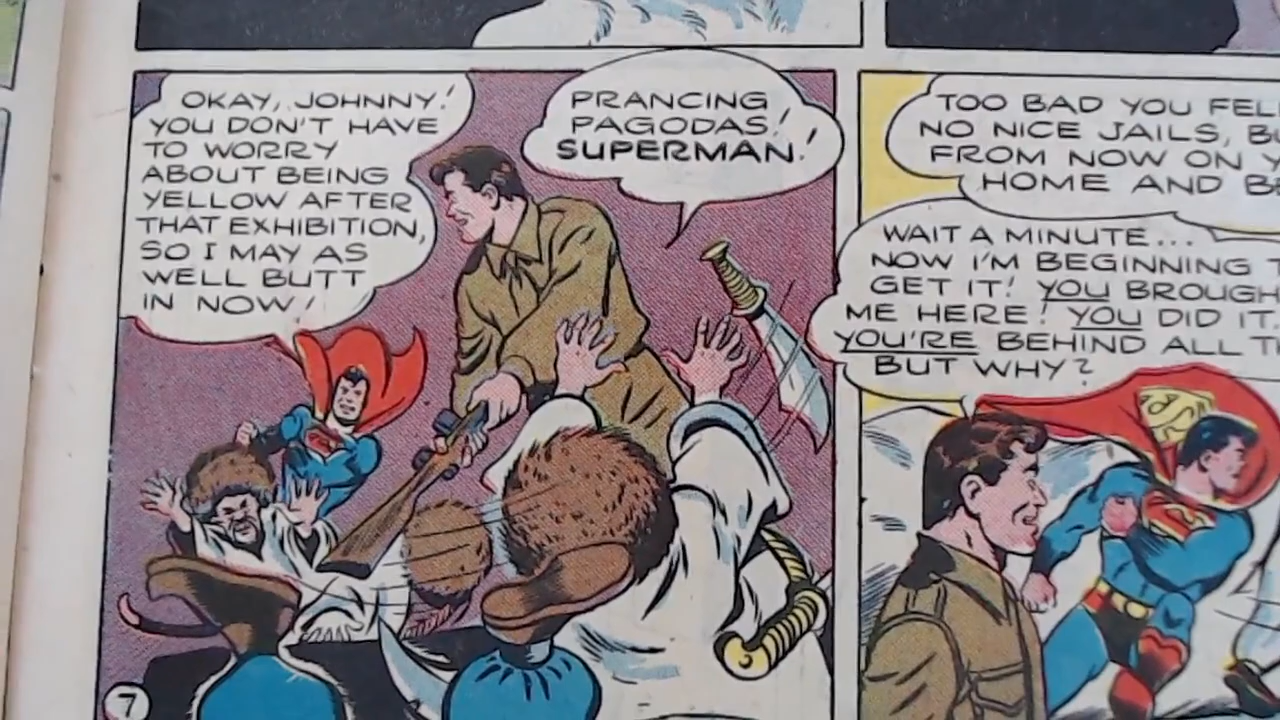 OKAY, JOHNNY!
YOU DON'T HAVE
TO WORRY
ABOUT BEING
YELLOW AFTER
THAT EXHIBITION,
SO I MAY AS
WELL BUTT
IN NOW!
PRANCING
PAGODAS!
SUPERMAN!
TOO BAD YOU
NO NICE JAILS,
FROM NOW ON
HOME AND
WAIT A MINUTE...
NOW I'M BEGINNING
GET IT! YOU
ME HERE! YOU DID IT.
YOU'RE BEHIND ALL
BUT WHY?
7